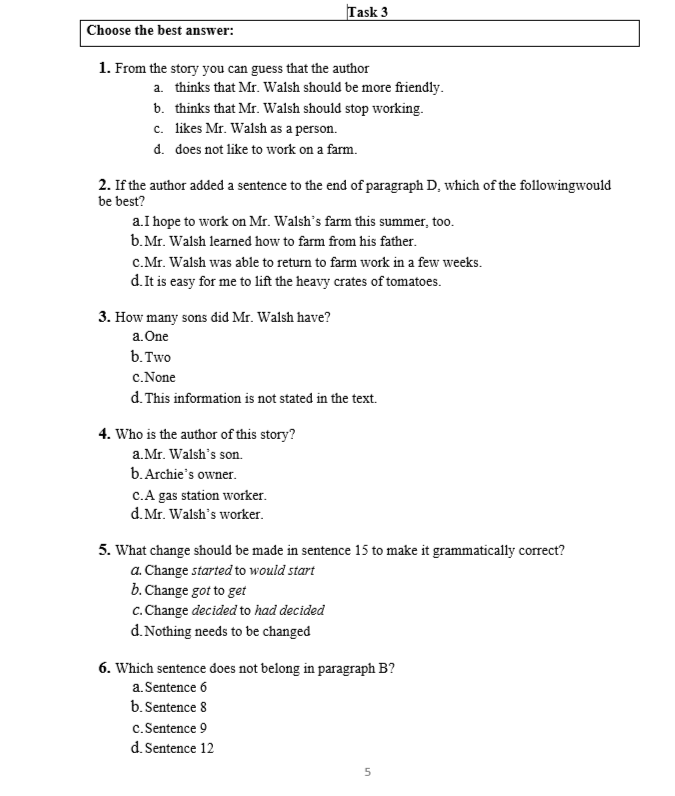 Task 3
Choose the best answer:
1. From the story you can guess that the author
a. thinks that Mr. Walsh should be more friendly.
b. thinks that Mr. Walsh should stop working.
c. likes Mr. Walsh as a person.
d. does not like to work on a farm.
2. If the author added a sentence to the end of paragraph D, which of the followingwould
be best?
a.I hope to work on Mr. Walsh's farm this summer, too.
b.Mr. Walsh learned how to farm from his father.
c.Mr. Walsh was able to return to farm work in a few weeks.
d.It is easy for me to lift the heavy crates of tomatoes.
3. How many sons did Mr. Walsh have?
a.One
b.Two
c.None
d.This information is not stated in the text.
4. Who is the author of this story?
a.Mr. Walsh's son.
b.Archie's owner.
c.A gas station worker.
d.Mr. Walsh's worker.
5. What change should be made in sentence 15 to make it grammatically correct?
a. Change started to would start
b. Change got to get
c. Change decided to had decided
d.Nothing needs to be changed
6. Which sentence does not belong in paragraph B?
a.Sentence 6
b.Sentence 8
c.Sentence 9
d.Sentence 12
5